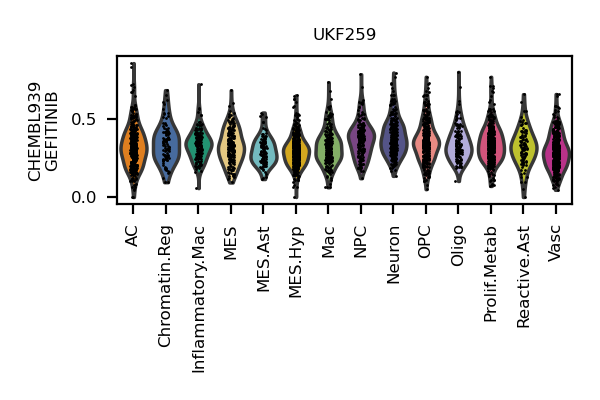 UKF259
CHEMBL939
GEFITINIB
0.5
0.0
AC
Chromatin.Reg
Inflammatory.Mac
MES
MES.Ast
MES.Hyp
Mac
NPC
Neuron
OPC
Oligo
Prolif.Metab
Reactive.Ast
Vasc